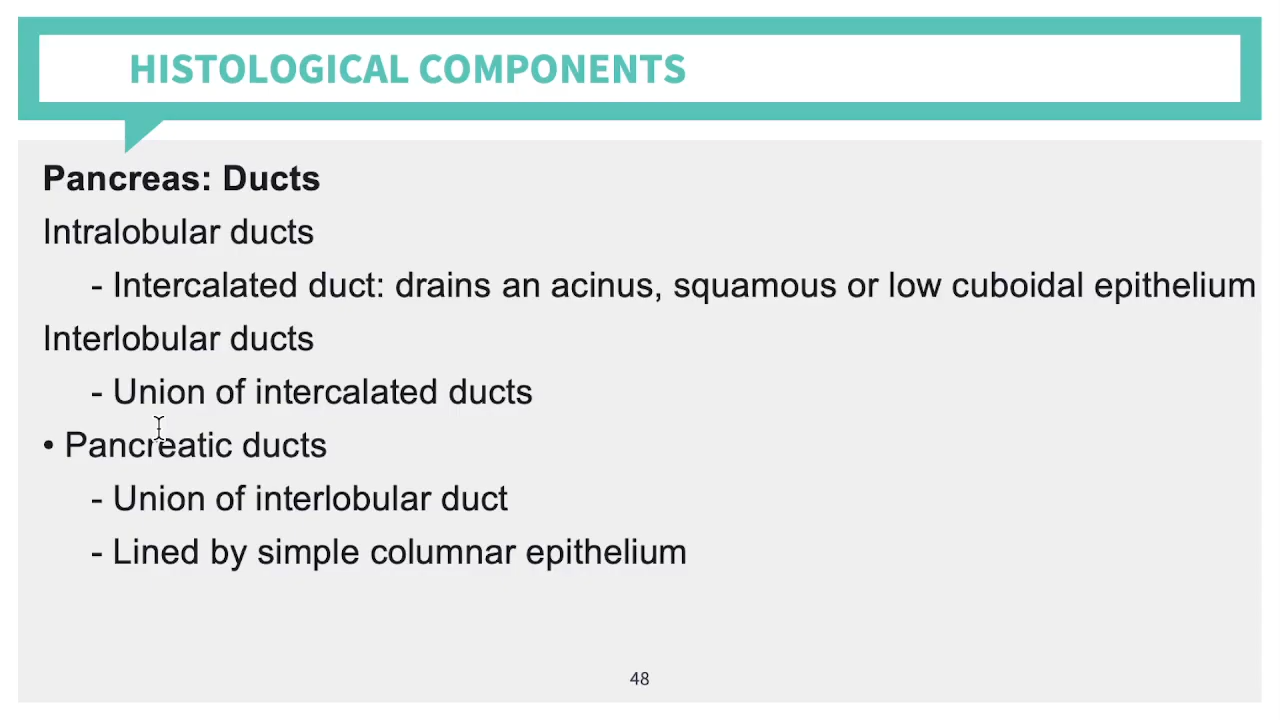 HISTOLOGICAL COMPONENTS
Pancreas: Ducts
Intralobular ducts
- Intercalated duct: drains an acinus, squamous or low cuboidal epithelium
Interlobular ducts
- Union of intercalated ducts
• Pancreatic ducts
- Union of interlobular duct
- Lined by simple columnar epithelium
48